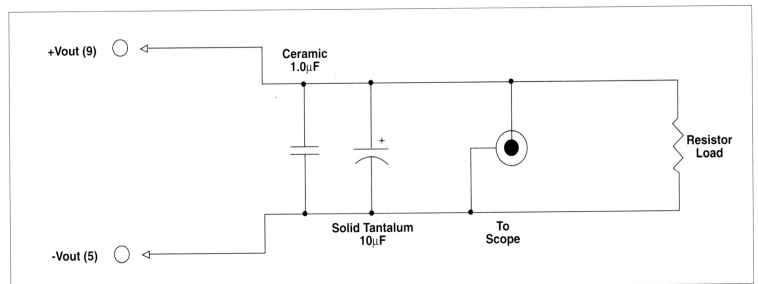 +Vout (9)
Ceramic
1.0µF
+
Resistor
Load
Solid Tantalum
10µF
To
Scope
-Vout (5)